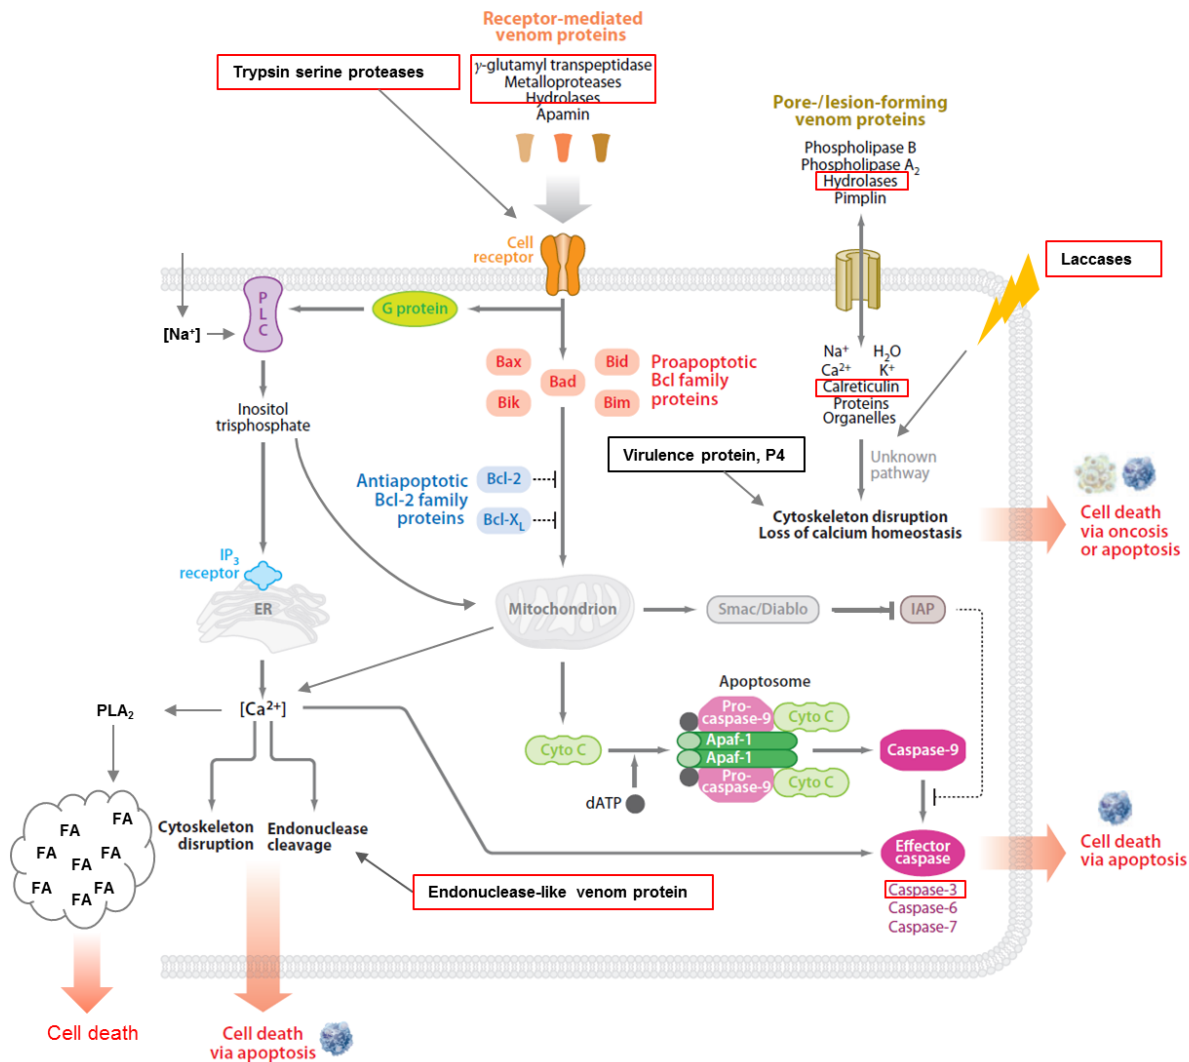 Receptor-mediated
venom proteins
Trypsin serine proteases
γ-glutamyl transpeptidase
Metalloproteases
Hydrolases
Apamin
Pore-/lesion-forming
venom proteins
Phospholipase B
Phospholipase A₂
Hydrolases
Pimplin
Cell
receptor
Laccases
PLC
G protein
[Na⁺]
Bax
Bid
Bad
Bik
Bim
Proapoptotic
Bcl family
proteins
Na⁺ H₂O
Ca²⁺ K⁺
Calreticulin
Proteins
Organelles
Inositol
trisphosphate
Virulence protein, P4
Unknown
pathway
Antiapoptotic
Bcl-2 family
proteins
Bcl-2
Bcl-X_L
Cytoskeleton disruption
Loss of calcium homeostasis
Cell death
via oncosis
or apoptosis
IP₃
receptor
ER
Mitochondrion
Smac/Diablo
IAP
Apoptosome
PLA₂
[Ca²⁺]
Pro-
caspase-9
Cyto C
Cyto C
Apaf-1
Apaf-1
Caspase-9
Pro-
caspase-9
Cyto C
dATP
FA
FA
FA
FA
FA
FA
FA
FA
Cytoskeleton
disruption
Endonuclease
cleavage
Effector
caspase
Cell death
via apoptosis
Endonuclease-like venom protein
Caspase-3
Caspase-6
Caspase-7
Cell death
Cell death
via apoptosis